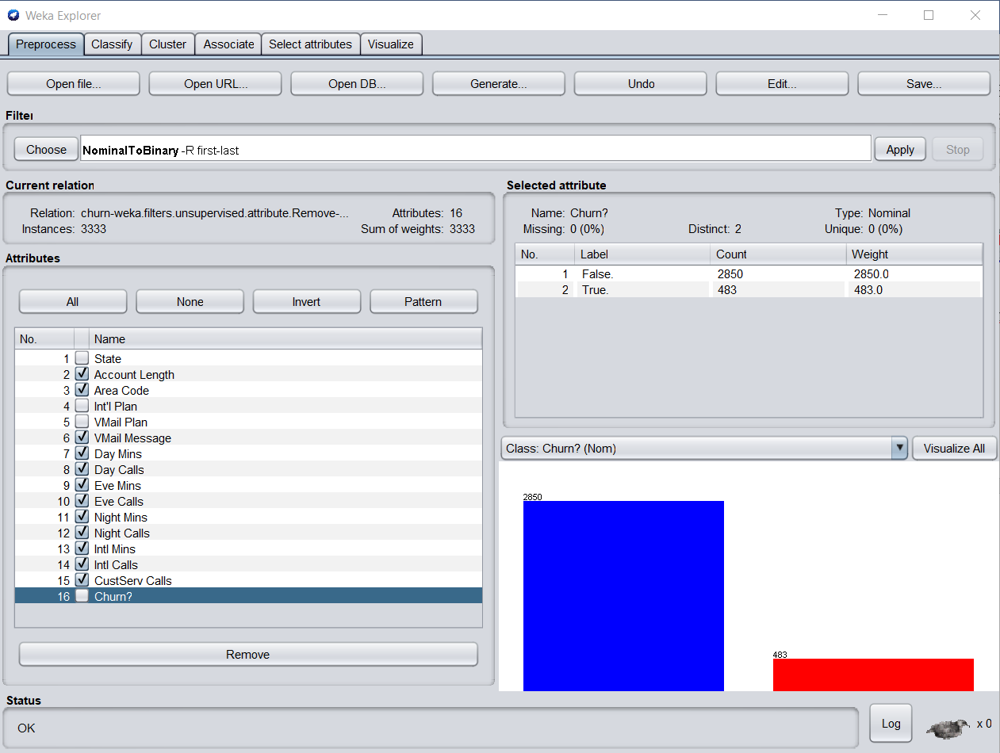 Weka Explorer
Preprocess Classify Cluster Associate Select attributes Visualize
Open file... Open URL... Open DB... Generate... Undo Edit... Save...
Filter
Choose NominalToBinary -R first-last Apply Stop
Current relation
Relation: churn-weka.filters.unsupervised.attribute.Remove-... Attributes: 16
Instances: 3333 Sum of weights: 3333
Attributes
All None Invert Pattern
No. Name
1 State
2 Account Length
3 Area Code
4 Int'l Plan
5 VMail Plan
6 VMail Message
7 Day Mins
8 Day Calls
9 Eve Mins
10 Eve Calls
11 Night Mins
12 Night Calls
13 Intl Mins
14 Intl Calls
15 CustServ Calls
16 Churn?
Remove
Selected attribute
Name: Churn? Type: Nominal
Missing: 0 (0%) Distinct: 2 Unique: 0 (0%)
No. Label Count Weight
1 False. 2850 2850.0
2 True. 483 483.0
Class: Churn? (Nom) Visualize All
2850
483
Status
OK Log x 0